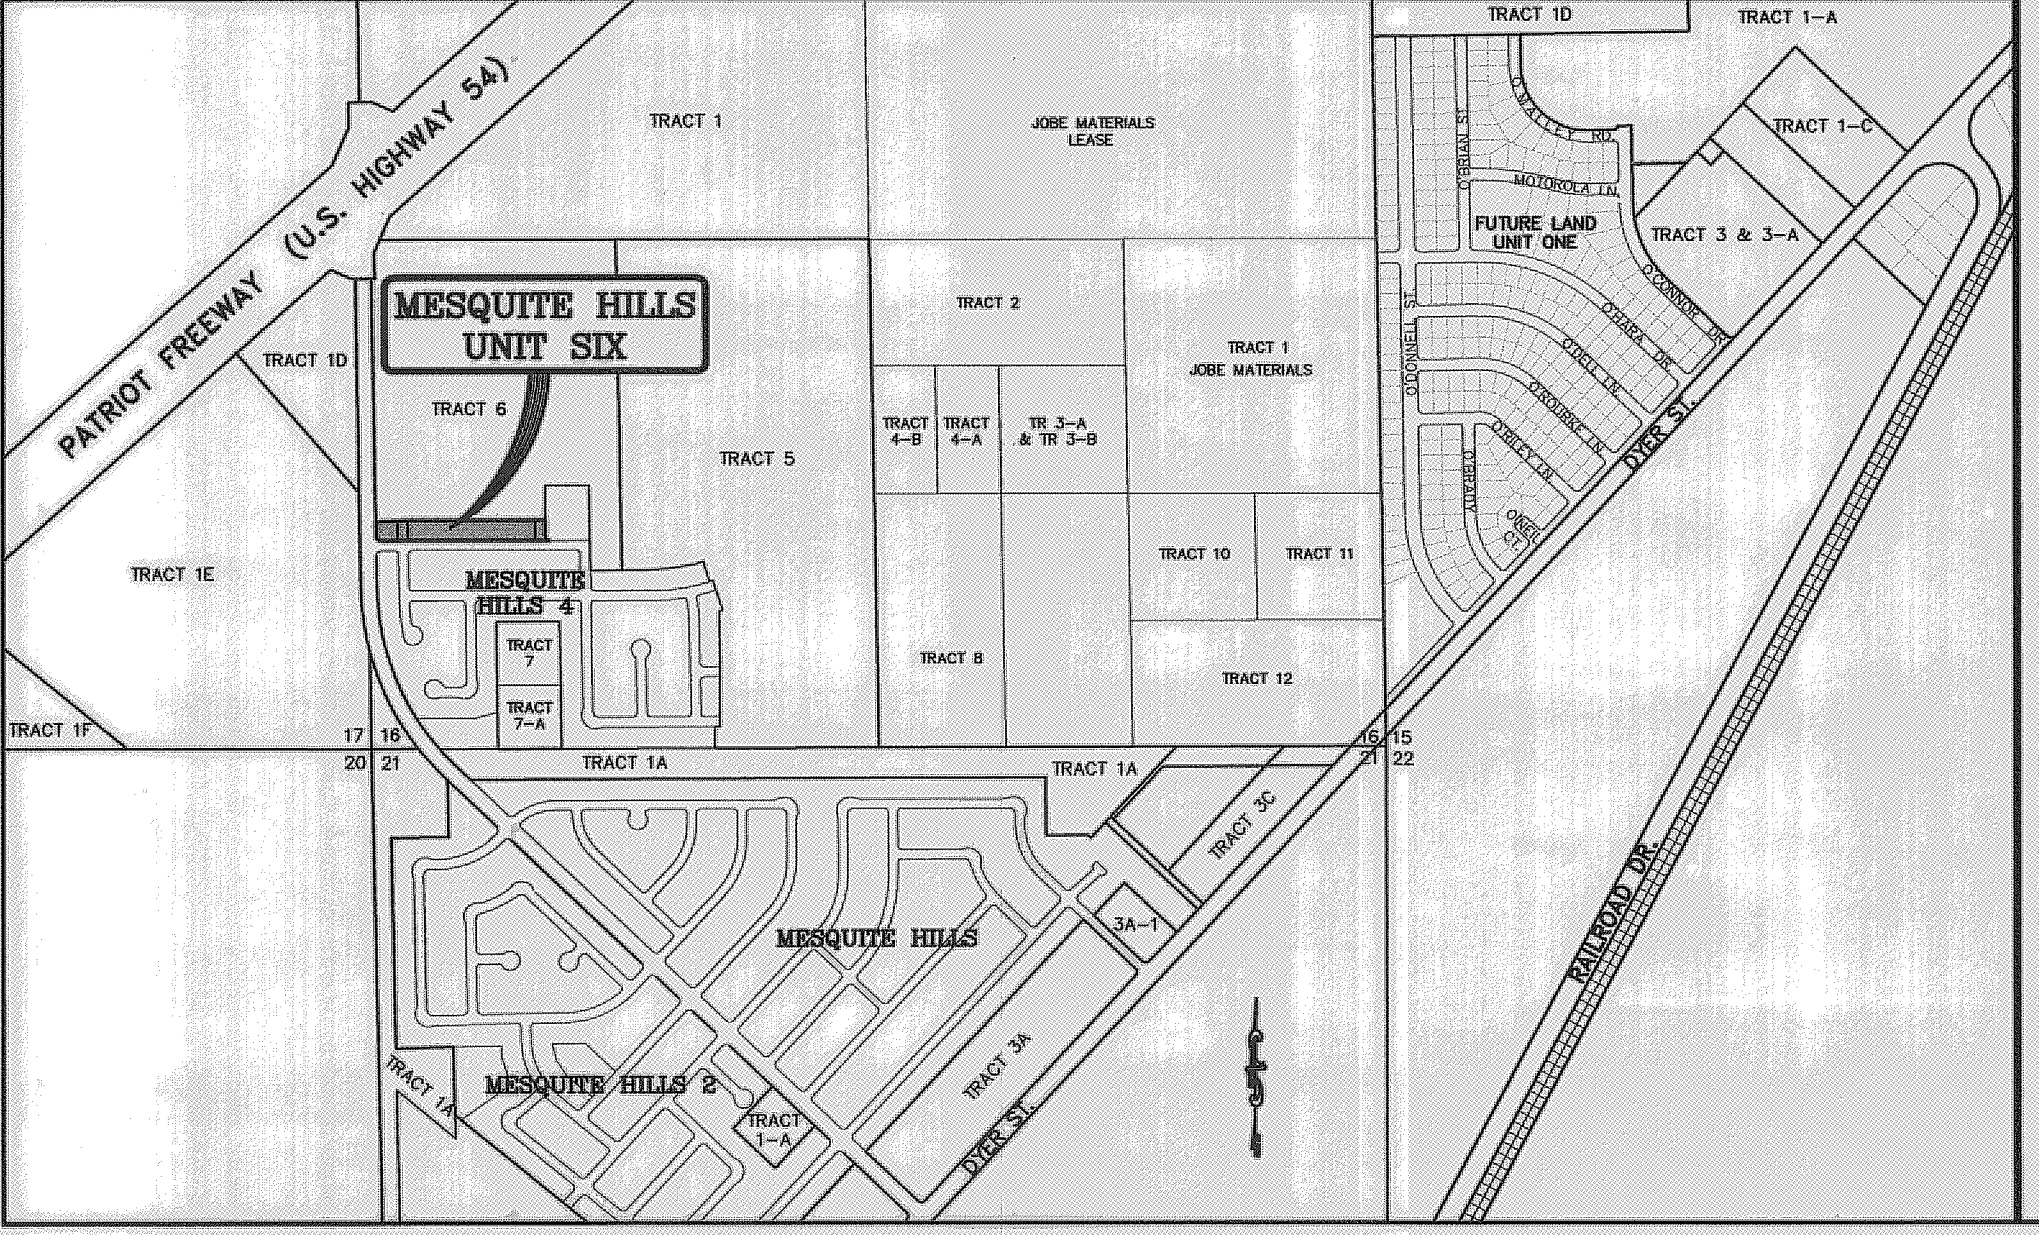 TRACT 1D
TRACT 1-A
PATRIOT FREEWAY (U.S. HIGHWAY 54)
TRACT 1
JOBE MATERIALS
LEASE
O'MALLEY RD.
O'BRIAN ST
MOTOROLA LN
TRACT 1-C
FUTURE LAND
UNIT ONE
TRACT 3 & 3-A
O'CONNOR DR
O'HARA DR
O'DELL LN
O'ROURKE LN
O'RILEY LN
O'DONNELL ST.
O'BRADY
O'NEIL
CT.
DYER ST.
MESQUITE HILLS
UNIT SIX
TRACT 1D
TRACT 6
TRACT 5
TRACT 2
TRACT 1
JOBE MATERIALS
TRACT
4-B
TRACT
4-A
TR 3-A
& TR 3-B
TRACT 10
TRACT 11
TRACT 1E
MESQUITE
HILLS 4
TRACT
7
TRACT
7-A
TRACT 8
TRACT 12
TRACT 1F
17 16
20 21
16 15
21 22
TRACT 1A
TRACT 1A
TRACT 3C
MESQUITE HILLS
3A-1
RAILROAD DR.
TRACT 1A
MESQUITE HILLS 2
TRACT
1-A
TRACT 3A
DYER ST.